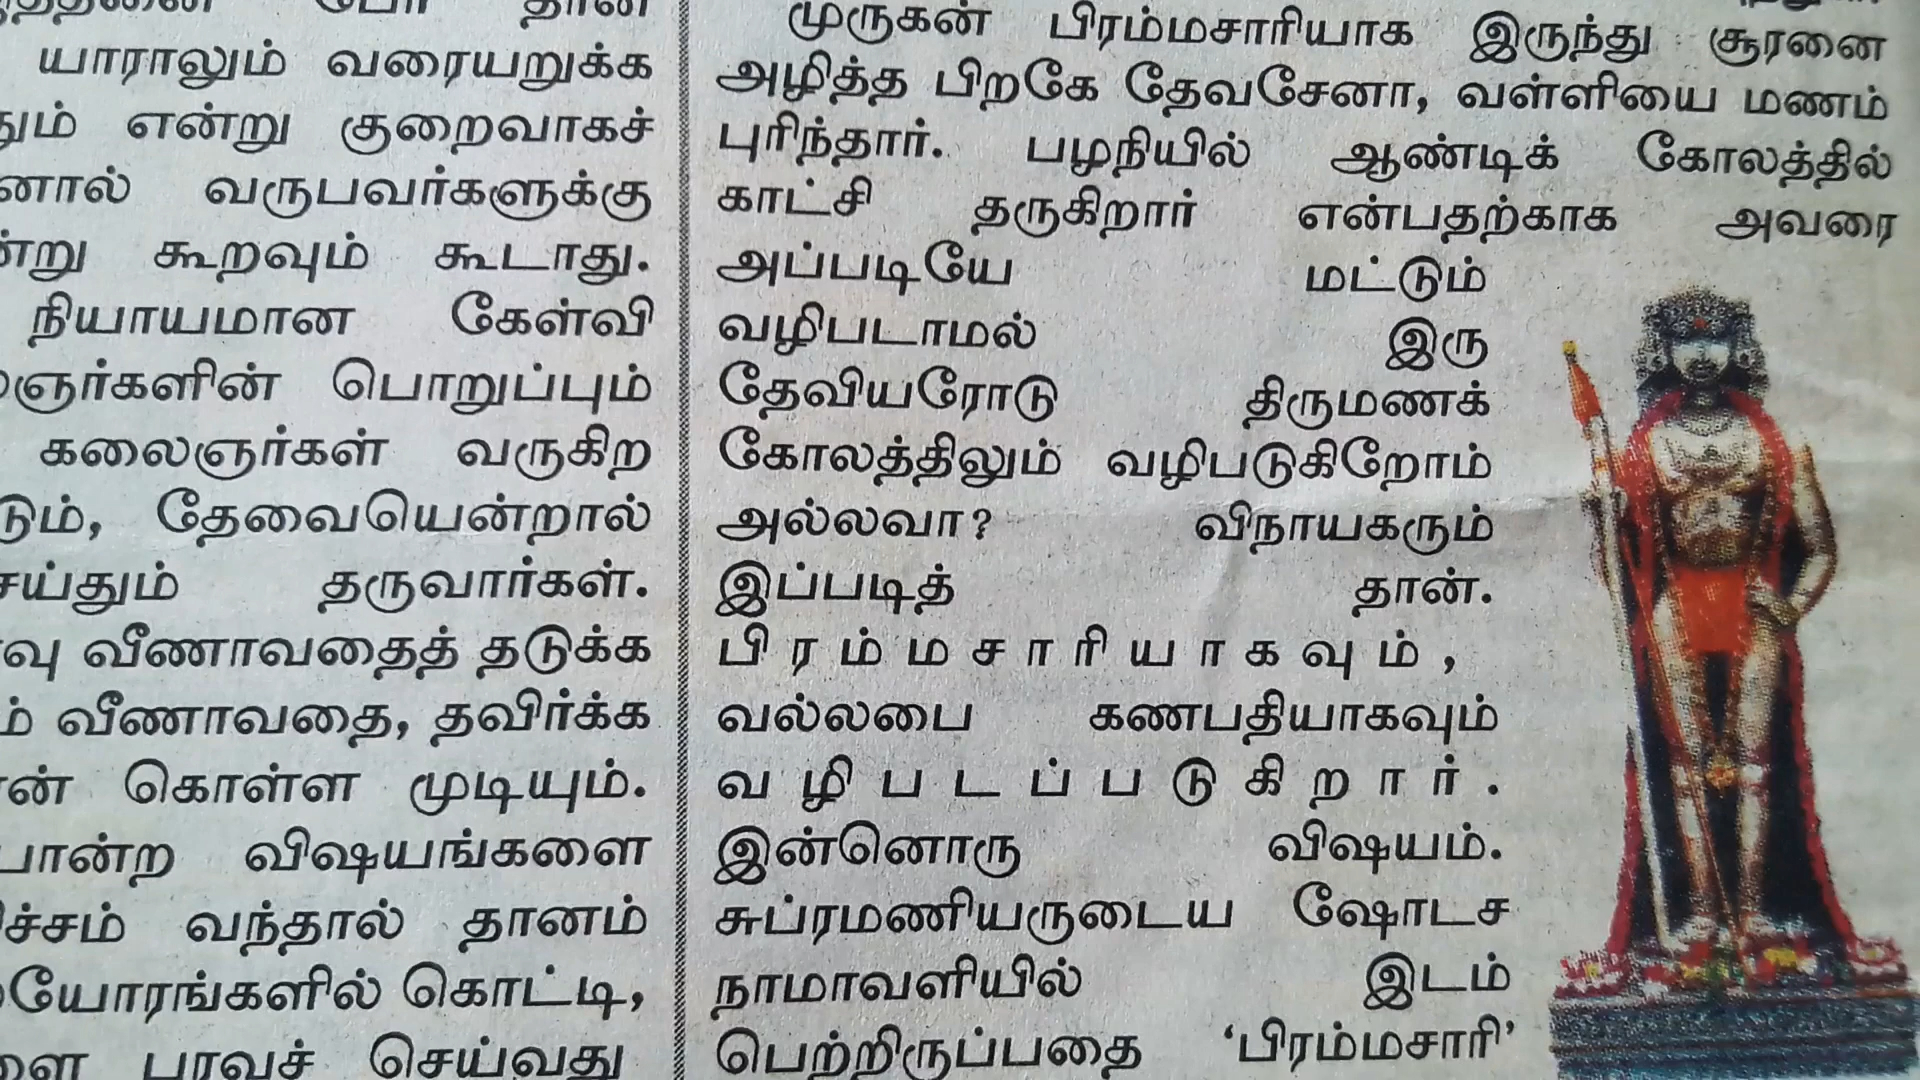 யாராலும் வரையறுக்க
என்று குறைவாகச்
வருபவர்களுக்கு
கூறவும் கூடாது.
நியாயமான கேள்வி
பொறுப்பும்
கலைஞர்கள் வருகிற
தேவையென்றால்
தருவார்கள்.
வீணாவதைத் தடுக்க
வீணாவதை, தவிர்க்க
கொள்ள முடியும்.
விஷயங்களை
வந்தால் தானம்
கொட்டி,
பரவச் செய்வது
முருகன் பிரம்மசாரியாக இருந்து சூரனை
அழித்த பிறகே தேவசேனா, வள்ளியை மணம்
புரிந்தார். பழநியில் ஆண்டிக் கோலத்தில்
காட்சி தருகிறார் என்பதற்காக அவரை
அப்படியே மட்டும்
வழிபடாமல் இரு
தேவியரோடு திருமணக்
கோலத்திலும் வழிபடுகிறோம்
அல்லவா? விநாயகரும்
இப்படித் தான்.
பிரம்மசாரியாகவும்,
வல்லபை கணபதியாகவும்
வழிபடப்படுகிறார்.
இன்னொரு விஷயம்.
சுப்ரமணியருடைய ஷோடச
நாமாவளியில் இடம்
பெற்றிருப்பதை ‘பிரம்மசாரி’